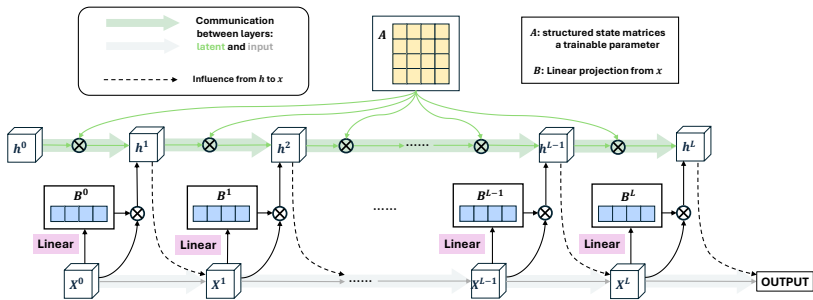 Communication
between layers:
latent and input
Influence from h to x
A
A: structured state matrices
a trainable parameter
B: Linear projection from x
h⁰
h¹
h²
......
hᴸ⁻¹
hᴸ
B⁰
B¹
......
Bᴸ⁻¹
Bᴸ
Linear
Linear
Linear
Linear
X⁰
X¹
......
Xᴸ⁻¹
Xᴸ
OUTPUT